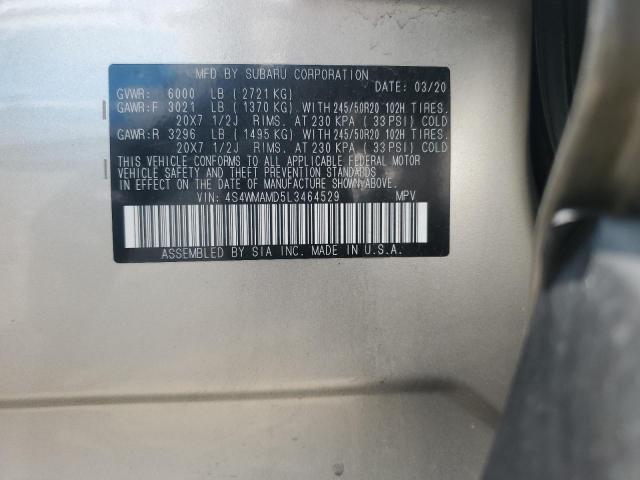 MFD BY SUBARU CORPORATION
DATE: 03/20
GVWR: 6000 LB (2721 KG)
GAWR:F 3021 LB (1370 KG) WITH 245/50R20 102H TIRES.
20X7 1/2J RIMS. AT 230 KPA (33 PSI) COLD
GAWR:R 3296 LB (1495 KG) WITH 245/50R20 102H TIRES.
20X7 1/2J RIMS. AT 230 KPA (33 PSI) COLD
THIS VEHICLE CONFORMS TO ALL APPLICABLE FEDERAL MOTOR
VEHICLE SAFETY AND THEFT PREVENTION STANDARDS
IN EFFECT ON THE DATE OF MANUFACTURE SHOWN ABOVE.
VIN: 4S4WMAMD5L3464529 MPV
ASSEMBLED BY SIA INC. MADE IN U.S.A.